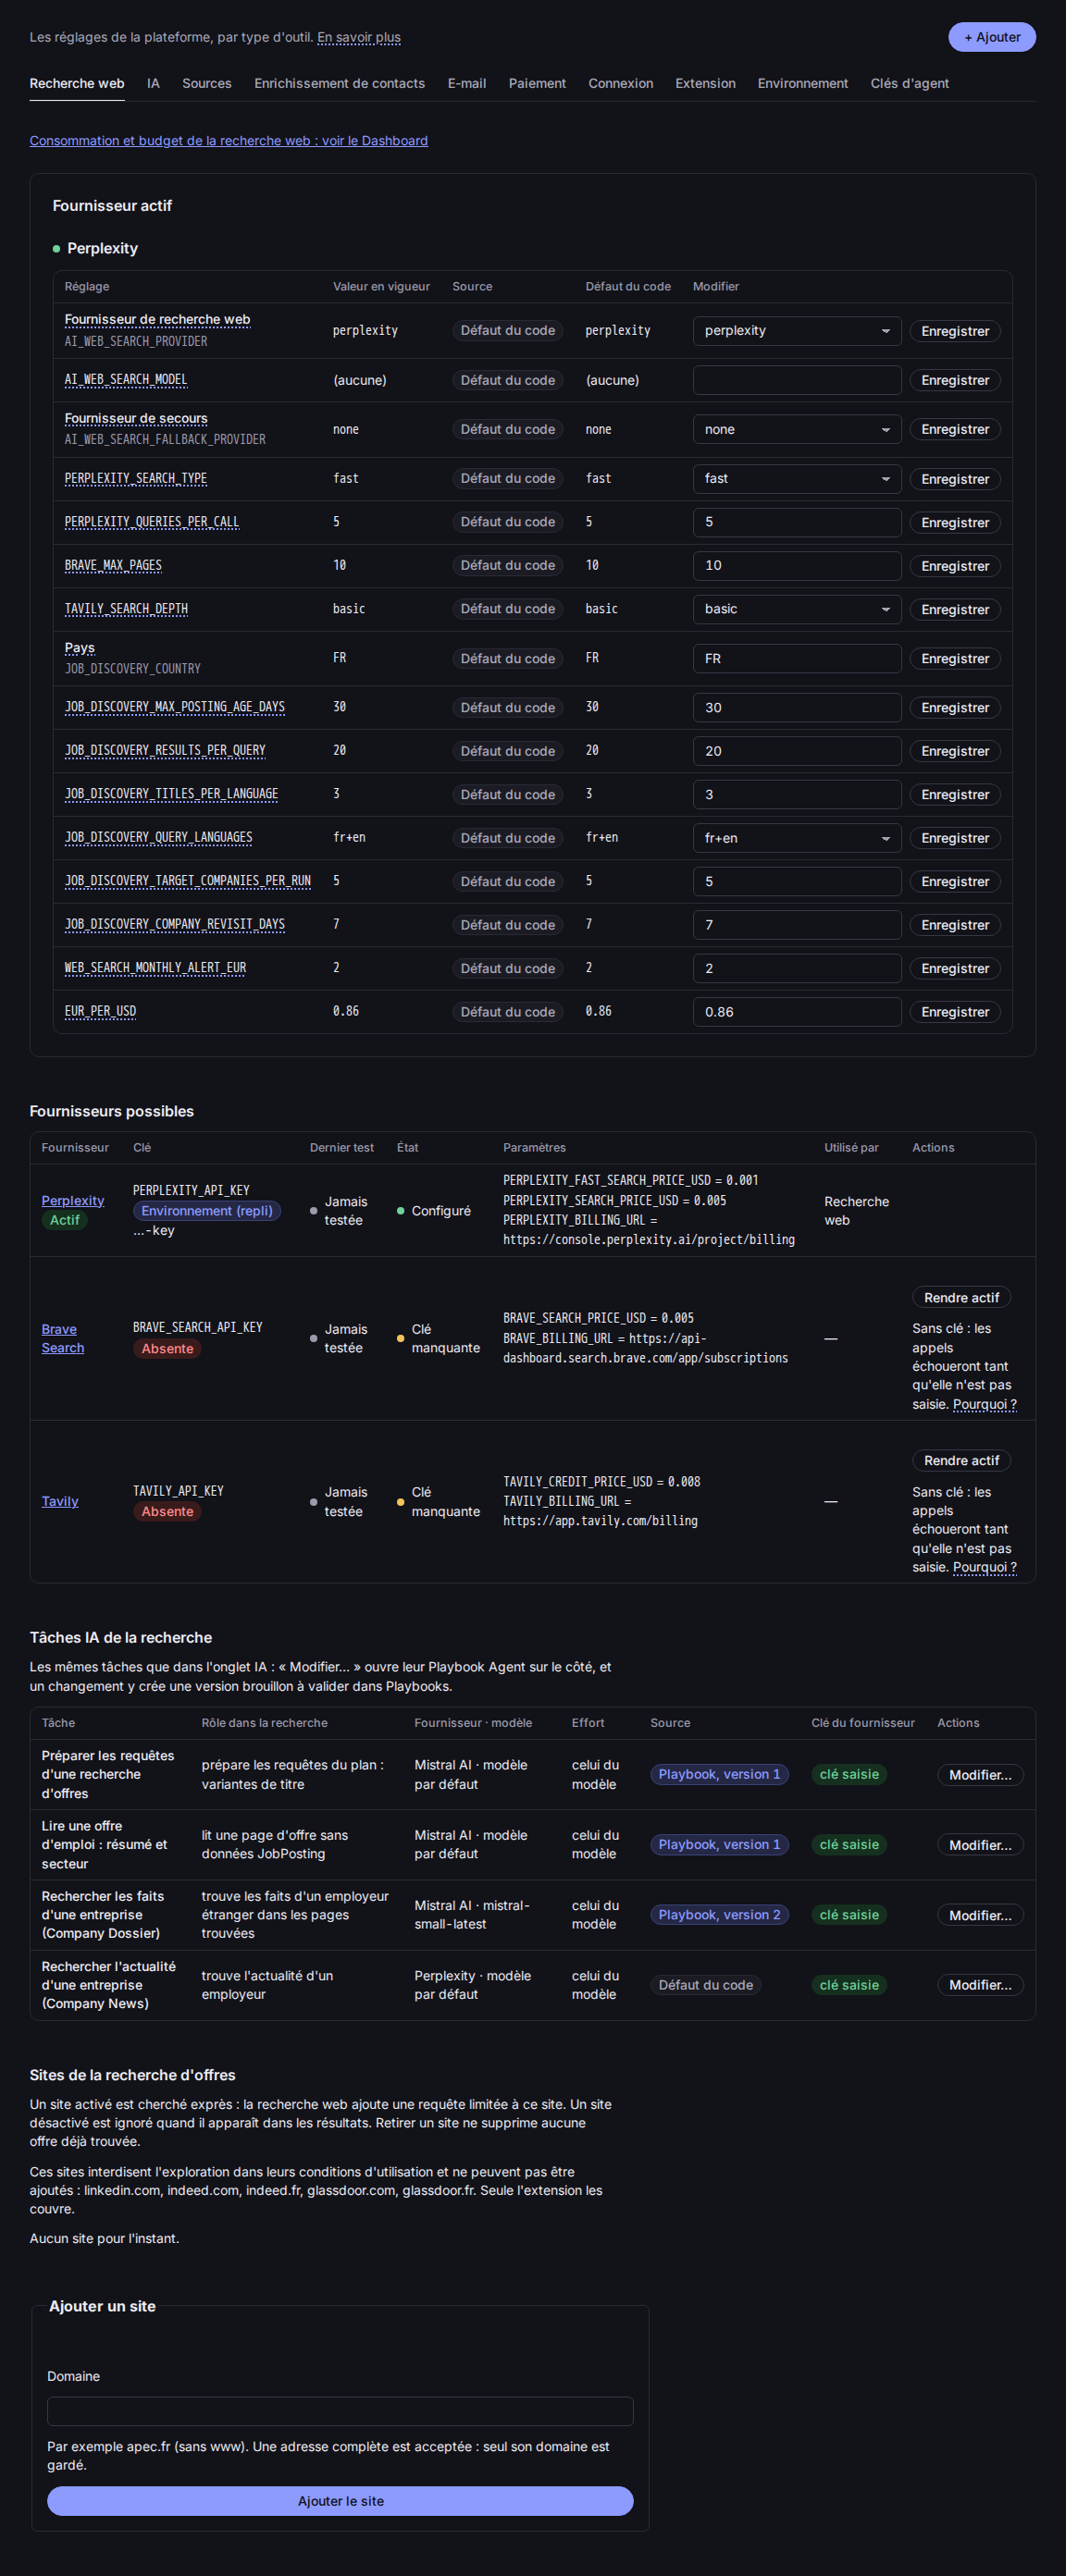 Les réglages de la plateforme, par type d'outil. En savoir plus
+ Ajouter
Recherche web IA Sources Enrichissement de contacts E-mail Paiement Connexion Extension Environnement Clés d'agent
Consommation et budget de la recherche web : voir le Dashboard
Fournisseur actif
Perplexity
Réglage Valeur en vigueur Source Défaut du code Modifier
Fournisseur de recherche web
AI_WEB_SEARCH_PROVIDER
perplexity Défaut du code perplexity perplexity Enregistrer
AI_WEB_SEARCH_MODEL (aucune) Défaut du code (aucune) Enregistrer
Fournisseur de secours
AI_WEB_SEARCH_FALLBACK_PROVIDER
none Défaut du code none none Enregistrer
PERPLEXITY_SEARCH_TYPE fast Défaut du code fast fast Enregistrer
PERPLEXITY_QUERIES_PER_CALL 5 Défaut du code 5 5 Enregistrer
BRAVE_MAX_PAGES 10 Défaut du code 10 10 Enregistrer
TAVILY_SEARCH_DEPTH basic Défaut du code basic basic Enregistrer
Pays
JOB_DISCOVERY_COUNTRY
FR Défaut du code FR FR Enregistrer
JOB_DISCOVERY_MAX_POSTING_AGE_DAYS 30 Défaut du code 30 30 Enregistrer
JOB_DISCOVERY_RESULTS_PER_QUERY 20 Défaut du code 20 20 Enregistrer
JOB_DISCOVERY_TITLES_PER_LANGUAGE 3 Défaut du code 3 3 Enregistrer
JOB_DISCOVERY_QUERY_LANGUAGES fr+en Défaut du code fr+en fr+en Enregistrer
JOB_DISCOVERY_TARGET_COMPANIES_PER_RUN 5 Défaut du code 5 5 Enregistrer
JOB_DISCOVERY_COMPANY_REVISIT_DAYS 7 Défaut du code 7 7 Enregistrer
WEB_SEARCH_MONTHLY_ALERT_EUR 2 Défaut du code 2 2 Enregistrer
EUR_PER_USD 0.86 Défaut du code 0.86 0.86 Enregistrer
Fournisseurs possibles
Fournisseur Clé Dernier test État Paramètres Utilisé par Actions
Perplexity
Actif
PERPLEXITY_API_KEY
Environnement (repli)
…-key
Jamais
testée
Configuré
PERPLEXITY_FAST_SEARCH_PRICE_USD = 0.001
PERPLEXITY_SEARCH_PRICE_USD = 0.005
PERPLEXITY_BILLING_URL =
https://console.perplexity.ai/project/billing
Recherche
web
Brave
Search
BRAVE_SEARCH_API_KEY
Absente
Jamais
testée
Clé
manquante
BRAVE_SEARCH_PRICE_USD = 0.005
BRAVE_BILLING_URL = https://api-
dashboard.search.brave.com/app/subscriptions
—
Rendre actif
Sans clé : les
appels
échoueront tant
qu'elle n'est pas
saisie. Pourquoi ?
Tavily
TAVILY_API_KEY
Absente
Jamais
testée
Clé
manquante
TAVILY_CREDIT_PRICE_USD = 0.008
TAVILY_BILLING_URL =
https://app.tavily.com/billing
—
Rendre actif
Sans clé : les
appels
échoueront tant
qu'elle n'est pas
saisie. Pourquoi ?
Tâches IA de la recherche
Les mêmes tâches que dans l'onglet IA : « Modifier... » ouvre leur Playbook Agent sur le côté, et
un changement y crée une version brouillon à valider dans Playbooks.
Tâche Rôle dans la recherche Fournisseur · modèle Effort Source Clé du fournisseur Actions
Préparer les requêtes
d'une recherche
d'offres
prépare les requêtes du plan :
variantes de titre
Mistral AI · modèle
par défaut
celui du
modèle
Playbook, version 1
clé saisie
Modifier...
Lire une offre
d'emploi : résumé et
secteur
lit une page d'offre sans
données JobPosting
Mistral AI · modèle
par défaut
celui du
modèle
Playbook, version 1
clé saisie
Modifier...
Rechercher les faits
d'une entreprise
(Company Dossier)
trouve les faits d'un employeur
étranger dans les pages
trouvées
Mistral AI · mistral-
small-latest
celui du
modèle
Playbook, version 2
clé saisie
Modifier...
Rechercher l'actualité
d'une entreprise
(Company News)
trouve l'actualité d'un
employeur
Perplexity · modèle
par défaut
celui du
modèle
Défaut du code
clé saisie
Modifier...
Sites de la recherche d'offres
Un site activé est cherché exprès : la recherche web ajoute une requête limitée à ce site. Un site
désactivé est ignoré quand il apparaît dans les résultats. Retirer un site ne supprime aucune
offre déjà trouvée.
Ces sites interdisent l'exploration dans leurs conditions d'utilisation et ne peuvent pas être
ajoutés : linkedin.com, indeed.com, indeed.fr, glassdoor.com, glassdoor.fr. Seule l'extension les
couvre.
Aucun site pour l'instant.
Ajouter un site
Domaine
Par exemple apec.fr (sans www). Une adresse complète est acceptée : seul son domaine est
gardé.
Ajouter le site